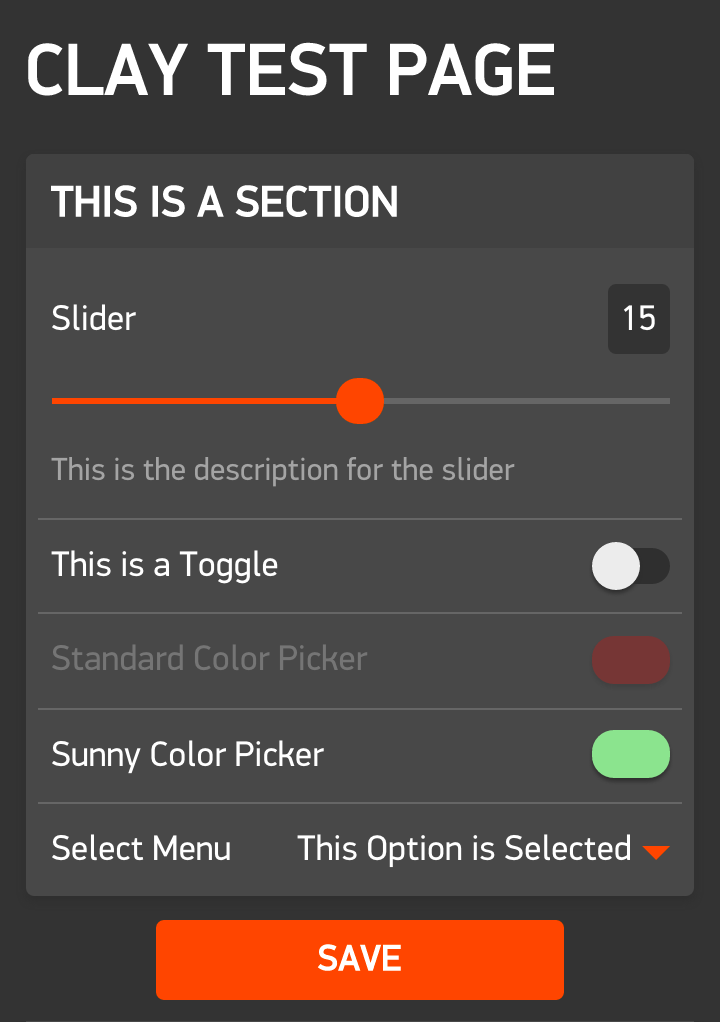 CLAY TEST PAGE
THIS IS A SECTION
Slider 15
This is the description for the slider
This is a Toggle
Standard Color Picker
Sunny Color Picker
Select Menu This Option is Selected
SAVE